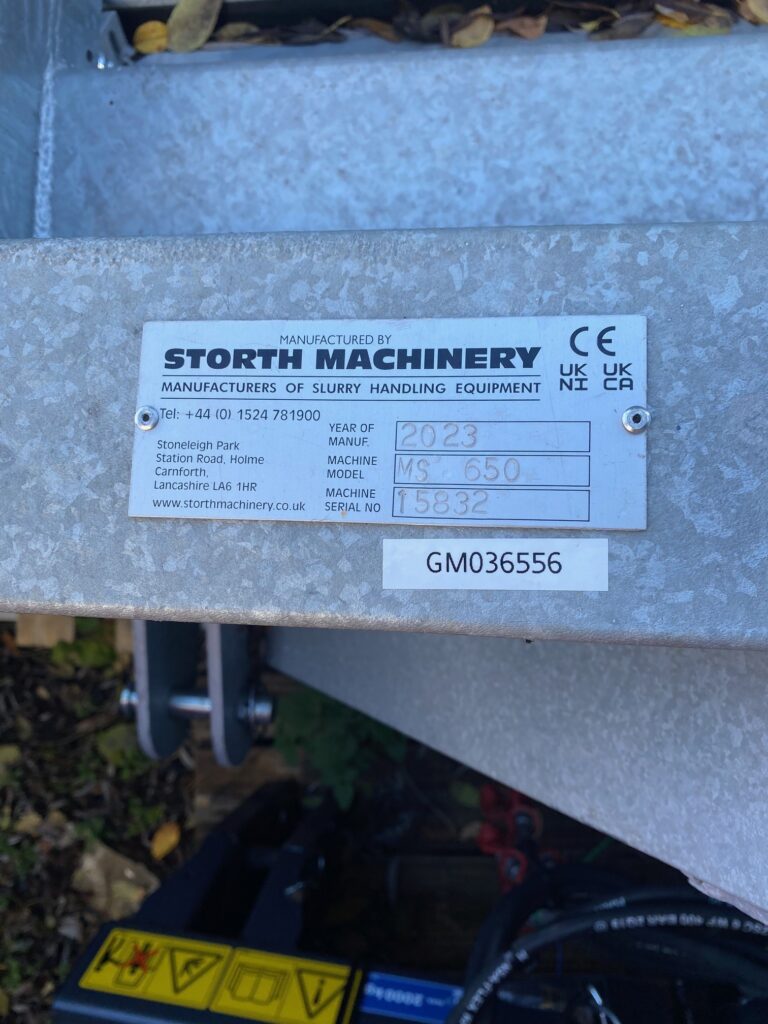 MANUFACTURED BY
STORTH MACHINERY
MANUFACTURERS OF SLURRY HANDLING EQUIPMENT
CE
UK UK
NI CA
Tel: +44 (0) 1524 781900
Stoneleigh Park
Station Road, Holme
Carnforth,
Lancashire LA6 1HR
www.storthmachinery.co.uk
YEAR OF
MANUF. 2023
MACHINE
MODEL MS 650
MACHINE
SERIAL NO 15832
GM036556
2000kg